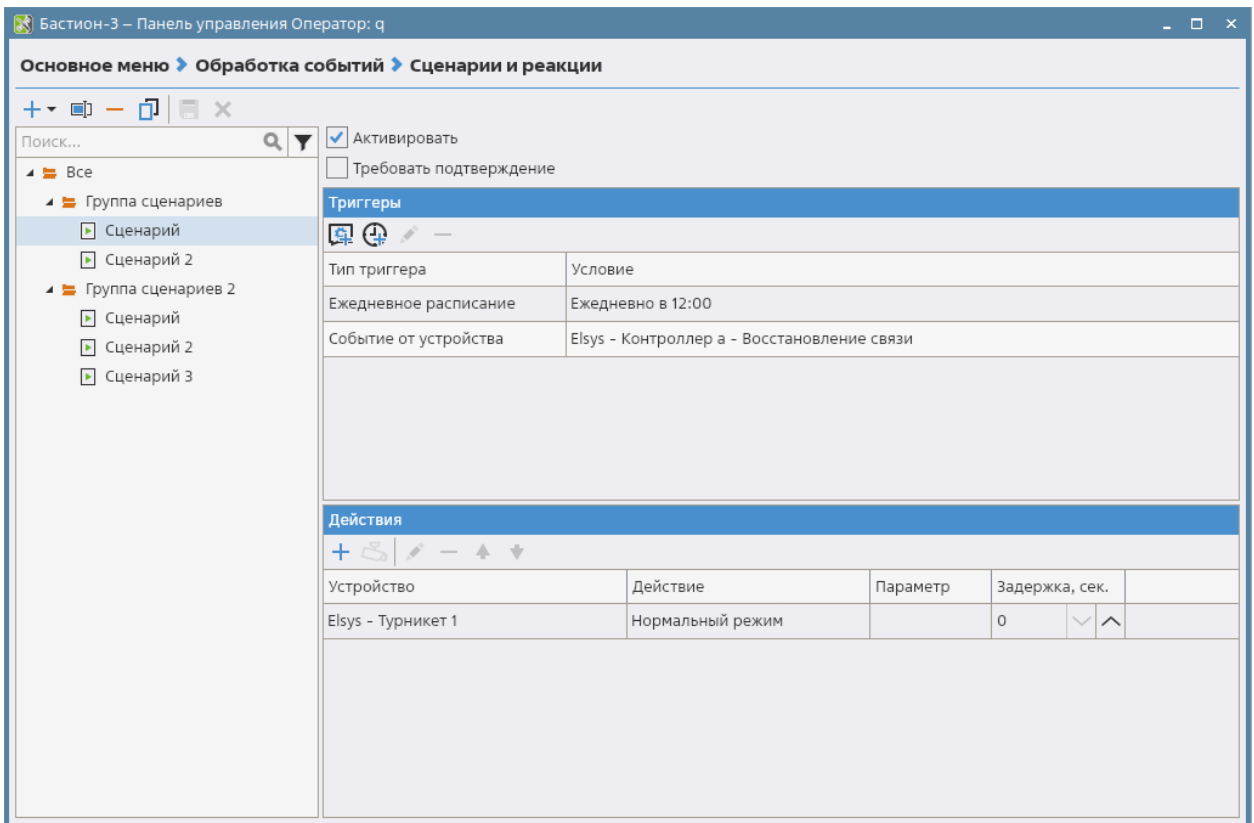 Бастион-3 – Панель управления Оператор: q
Основное меню Обработка событий Сценарии и реакции
Поиск...
Активировать
Требовать подтверждение
Все
Группа сценариев
Сценарий
Сценарий 2
Группа сценариев 2
Сценарий
Сценарий 2
Сценарий 3
Триггеры
Тип триггера Условие
Ежедневное расписание Ежедневно в 12:00
Событие от устройства Elsys - Контроллер а - Восстановление связи
Действия
Устройство Действие Параметр Задержка, сек.
Elsys - Турникет 1 Нормальный режим 0